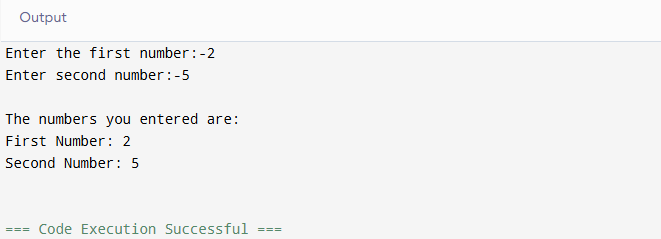 Output
Enter the first number:-2
Enter second number:-5
The numbers you entered are:
First Number: 2
Second Number: 5
=== Code Execution Successful ===